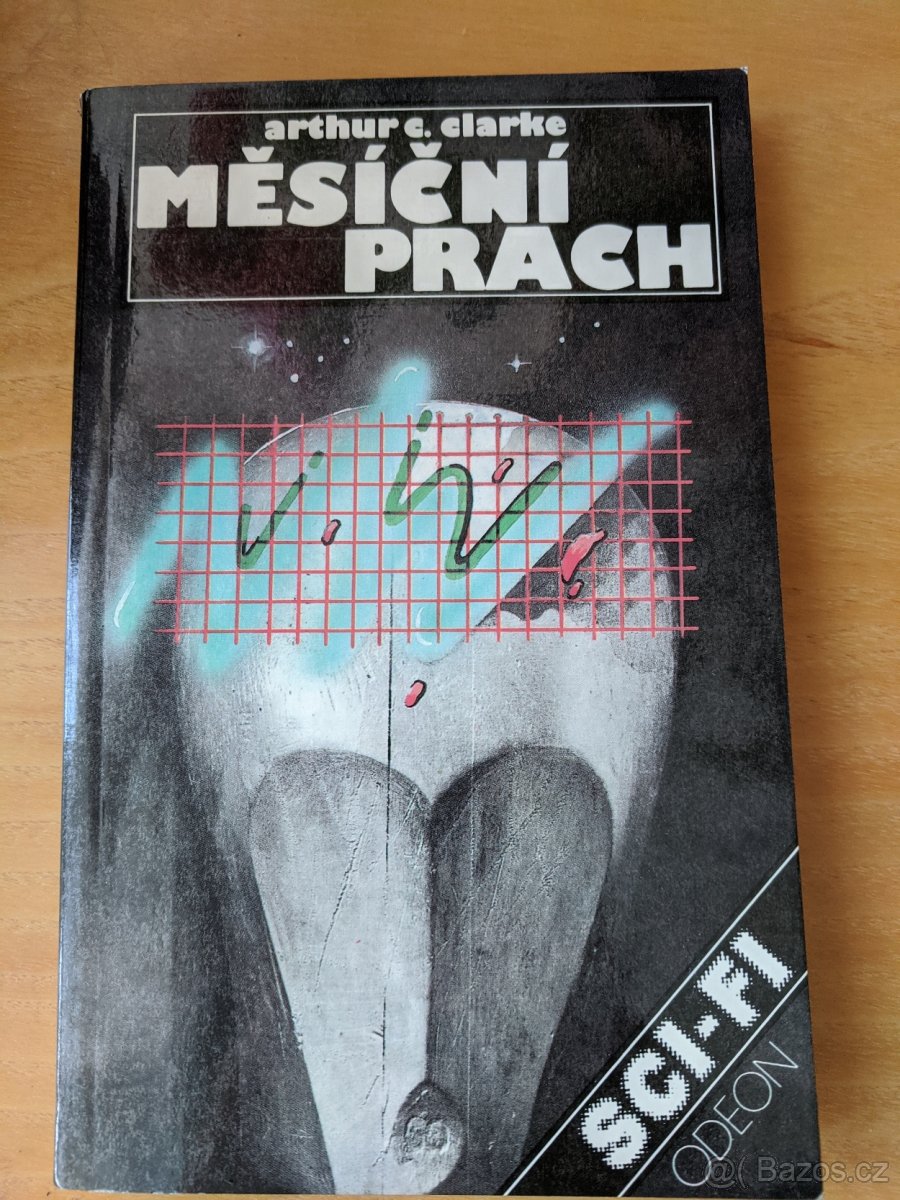 arthur c. clarke
MĚSÍČNÍ
PRACH
SCI-FI
ODEON
@( Bazos.cz